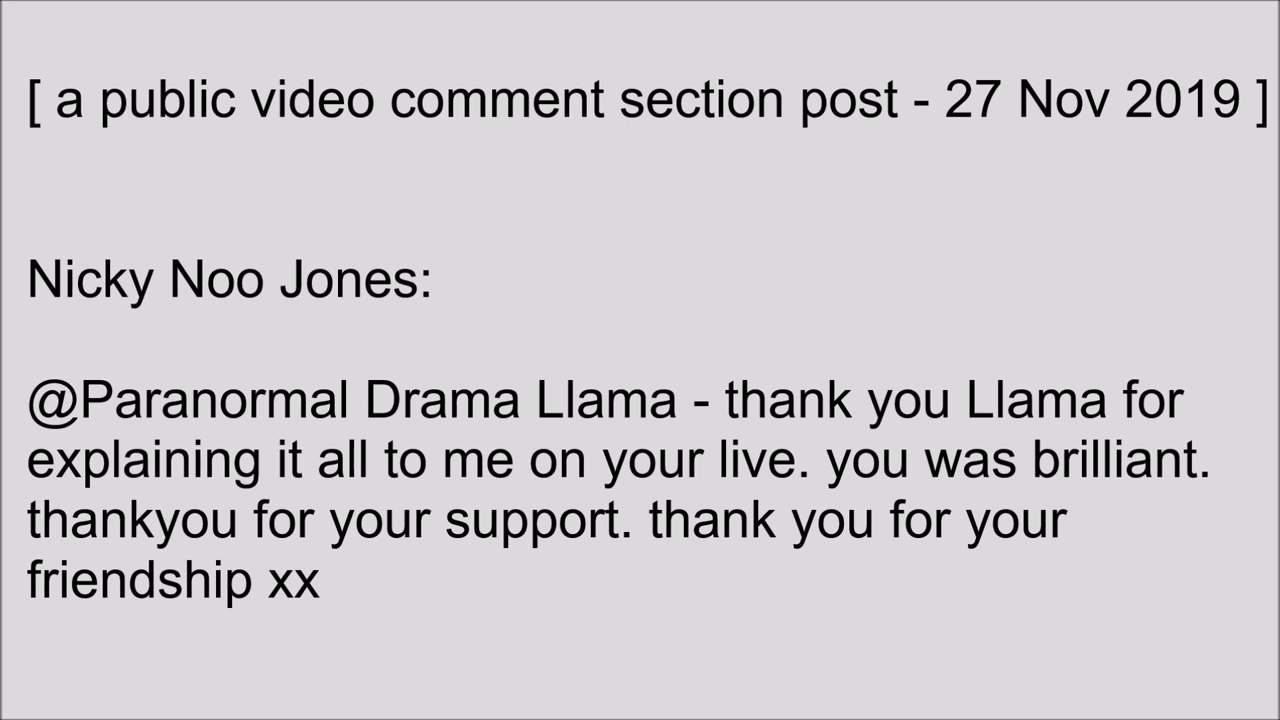 [ a public video comment section post - 27 Nov 2019 ]
Nicky Noo Jones:
@Paranormal Drama Llama - thank you Llama for
explaining it all to me on your live. you was brilliant.
thankyou for your support. thank you for your
friendship xx